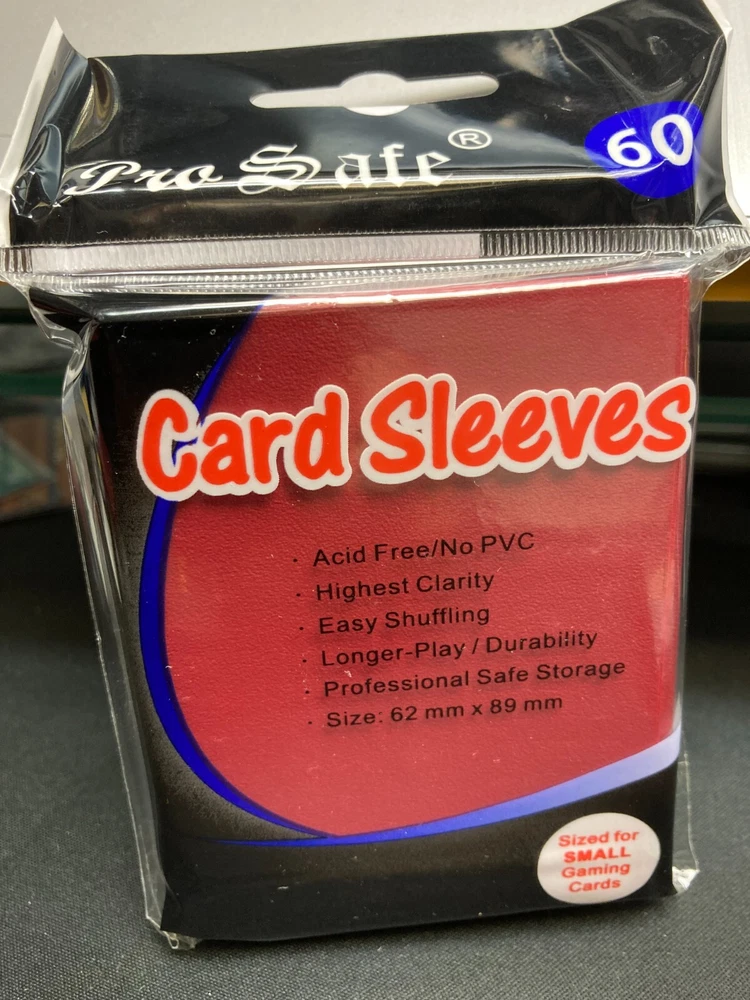 Pro Safe®
60
Card Sleeves
· Acid Free/No PVC
· Highest Clarity
· Easy Shuffling
· Longer-Play / Durability
· Professional Safe Storage
· Size: 62 mm x 89 mm
Sized for
SMALL
Gaming
Cards